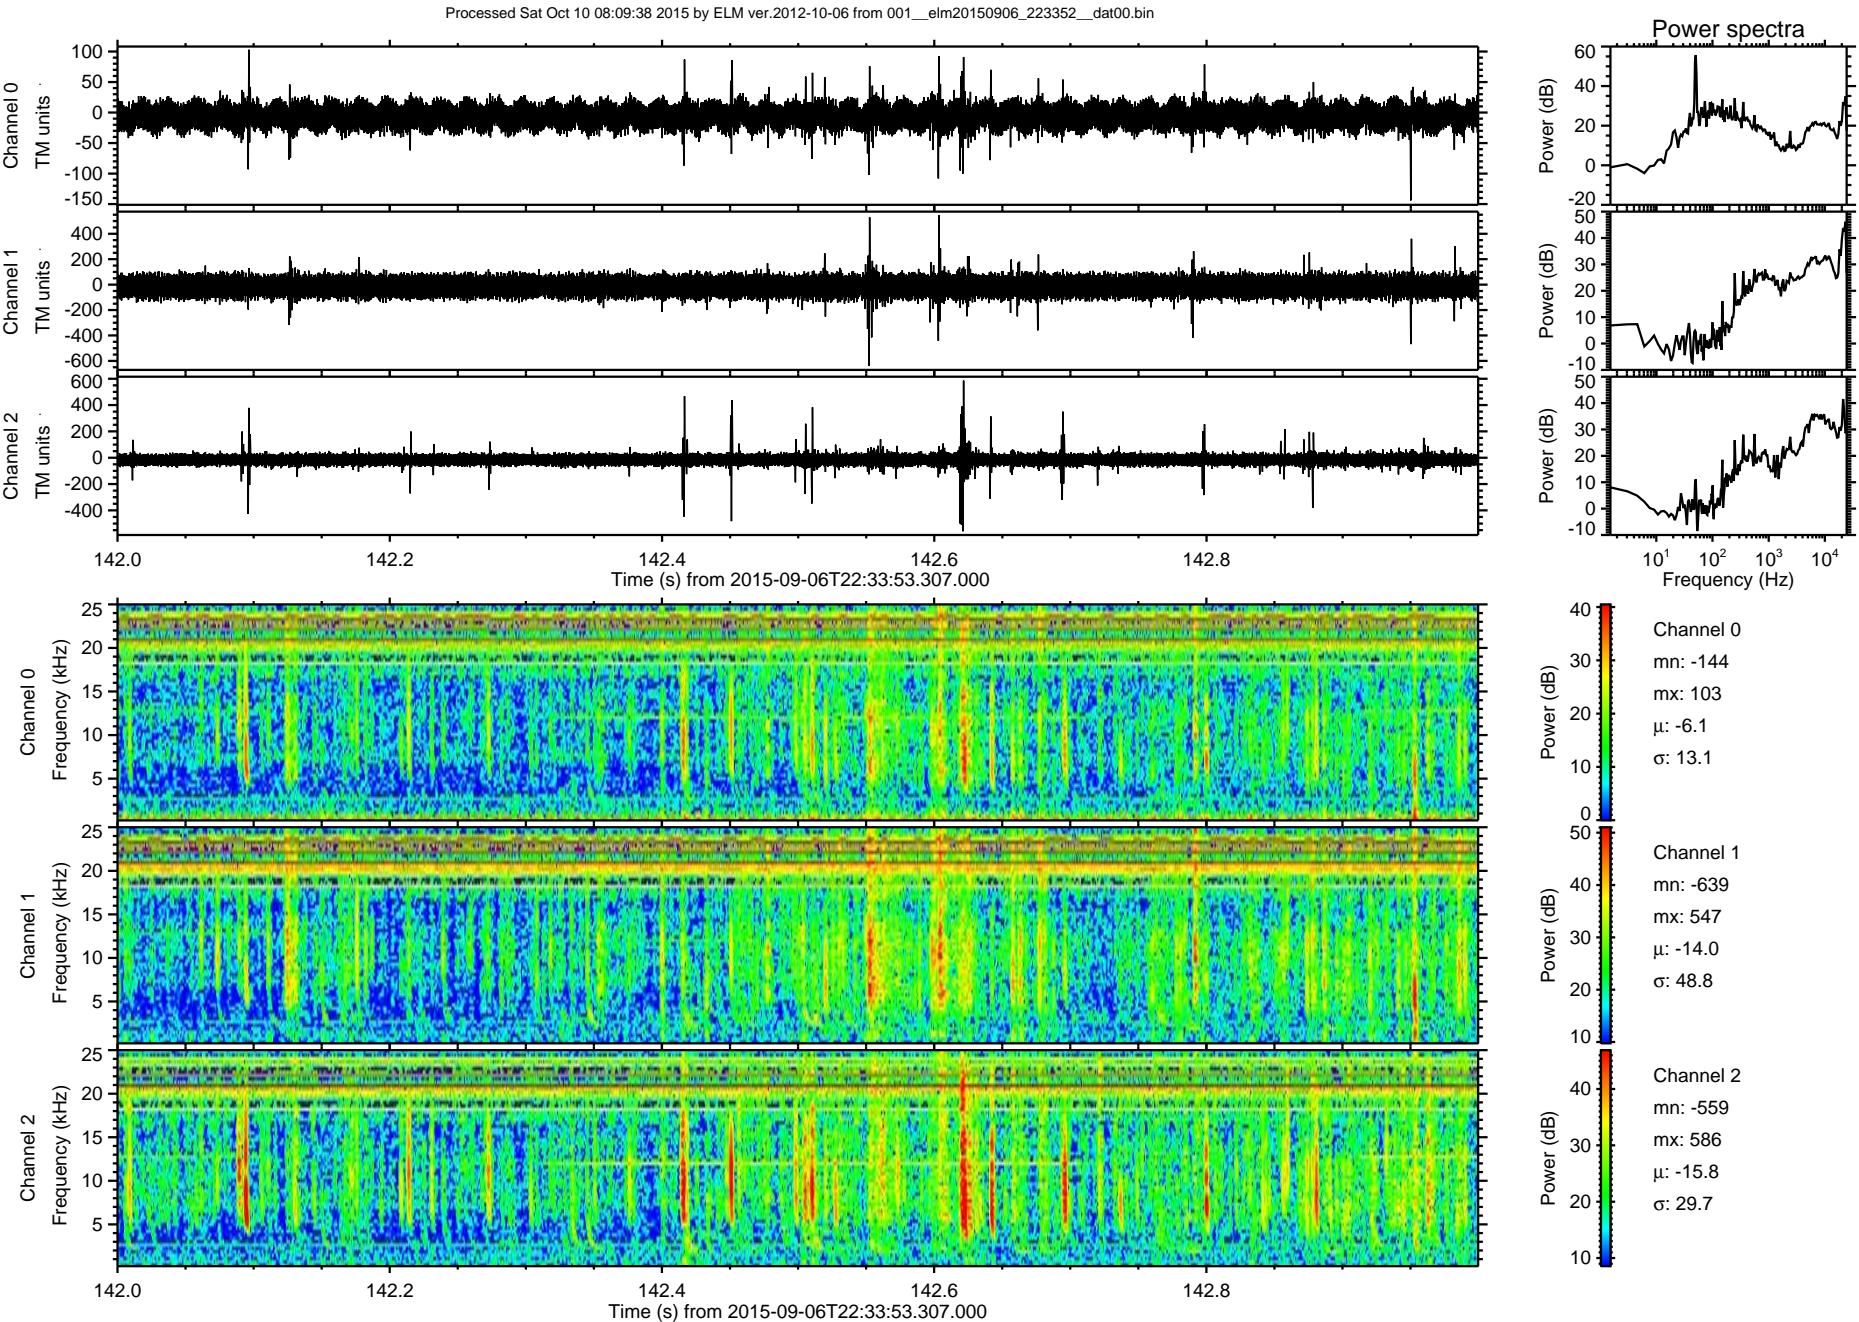 Processed Sat Oct 10 08:09:38 2015 by ELM ver.2012-10-06 from 001__elm20150906_223352__dat00.bin
Power spectra
Channel 0
TM units
100
50
0
-50
-100
-150
Power (dB)
60
40
20
0
-20
Channel 1
TM units
400
200
0
-200
-400
-600
Power (dB)
50
40
30
20
10
0
-10
Channel 2
TM units
600
400
200
0
-200
-400
Power (dB)
50
40
30
20
10
0
-10
142.0 142.2 142.4 142.6 142.8
Time (s) from 2015-09-06T22:33:53.307.000
10^1 10^2 10^3 10^4
Frequency (Hz)
Channel 0
Frequency (kHz)
25
20
15
10
5
Power (dB)
40
30
20
10
0
Channel 0
mn: -144
mx: 103
μ: -6.1
σ: 13.1
Channel 1
Frequency (kHz)
25
20
15
10
5
Power (dB)
50
40
30
20
10
Channel 1
mn: -639
mx: 547
μ: -14.0
σ: 48.8
Channel 2
Frequency (kHz)
25
20
15
10
5
Power (dB)
40
30
20
10
Channel 2
mn: -559
mx: 586
μ: -15.8
σ: 29.7
142.0 142.2 142.4 142.6 142.8
Time (s) from 2015-09-06T22:33:53.307.000